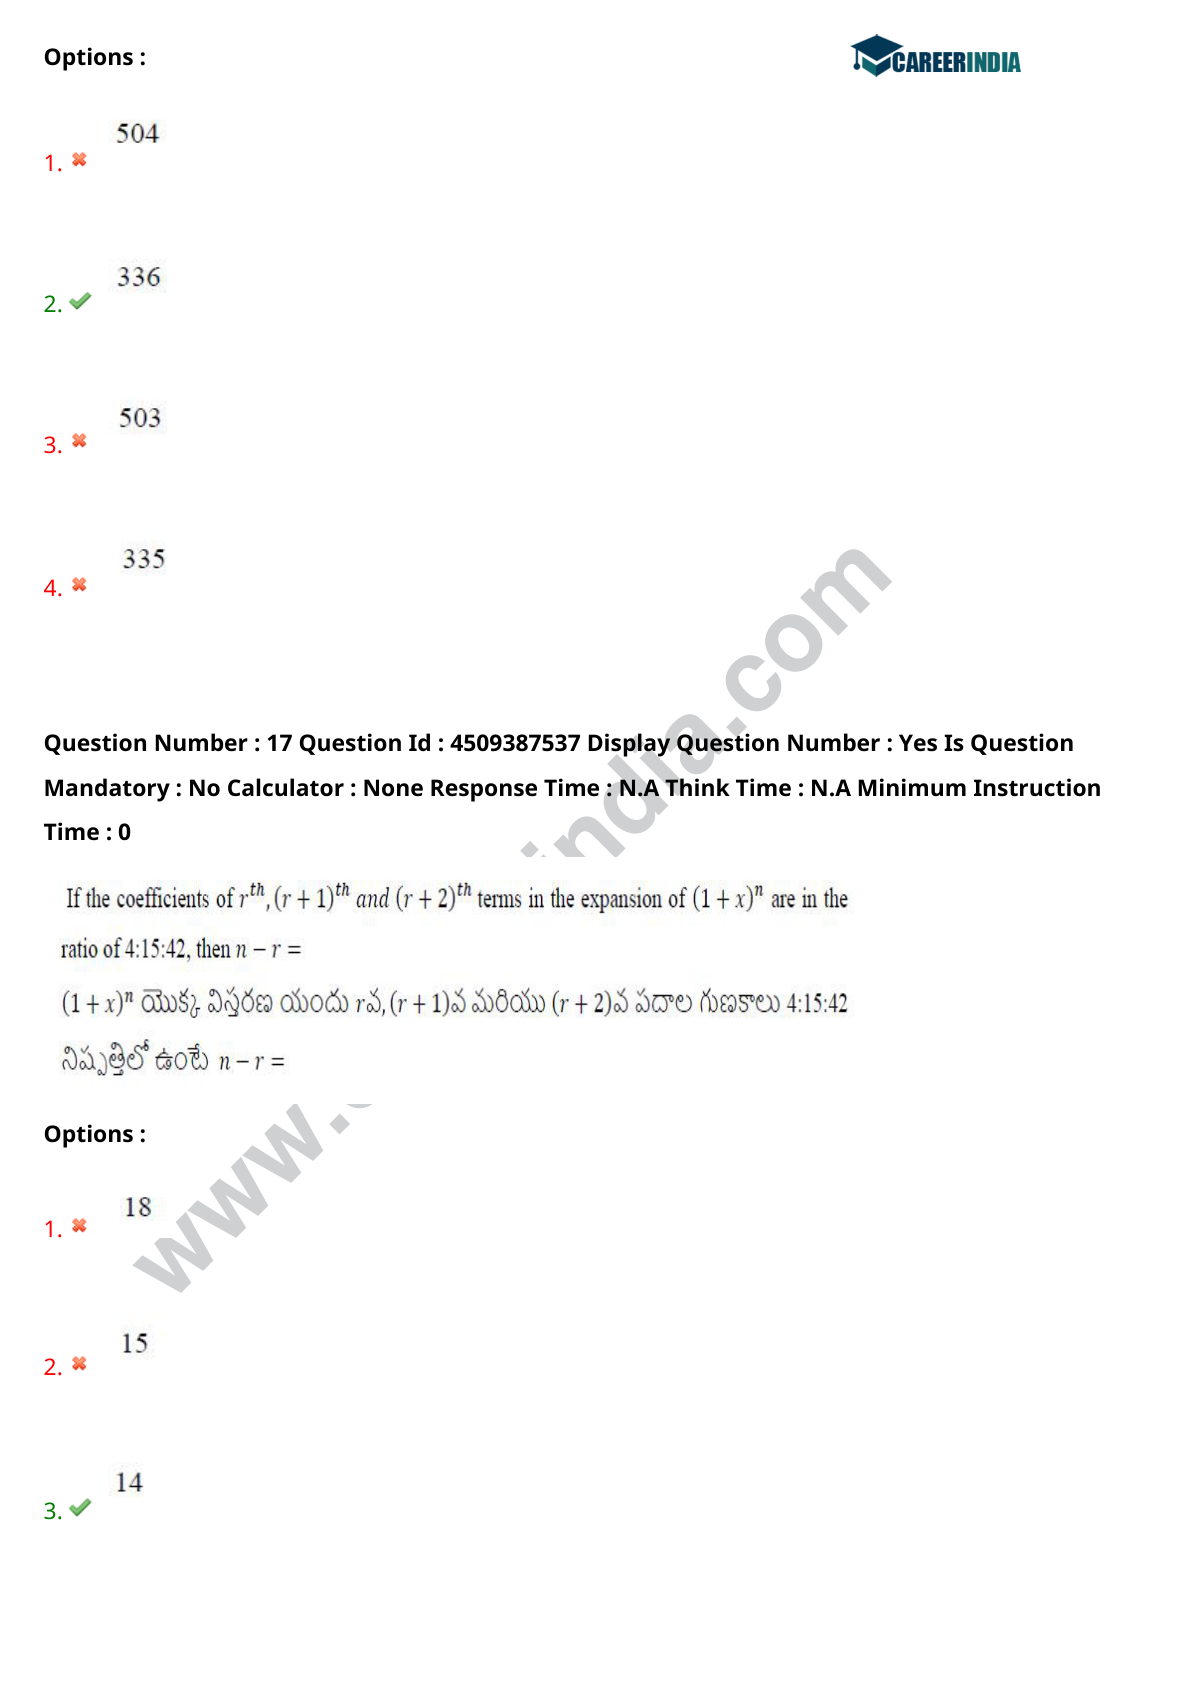 Options :
CAREERINDIA
504
1.
336
2.
503
3.
335
4.
Question Number : 17 Question Id : 4509387537 Display Question Number : Yes Is Question
Mandatory : No Calculator : None Response Time : N.A Think Time : N.A Minimum Instruction
Time : 0
If the coefficients of r^{th}, (r + 1)^{th} and (r + 2)^{th} terms in the expansion of (1 + x)^n are in the
ratio of 4:15:42, then n − r =
(1 + x)^n యొక్క విస్తరణ యందు rవ, (r + 1)వ మరియు (r + 2)వ పదాల గుణకాలు 4:15:42
నిష్పత్తిలో ఉంటే n − r =
Options :
18
1.
15
2.
14
3.